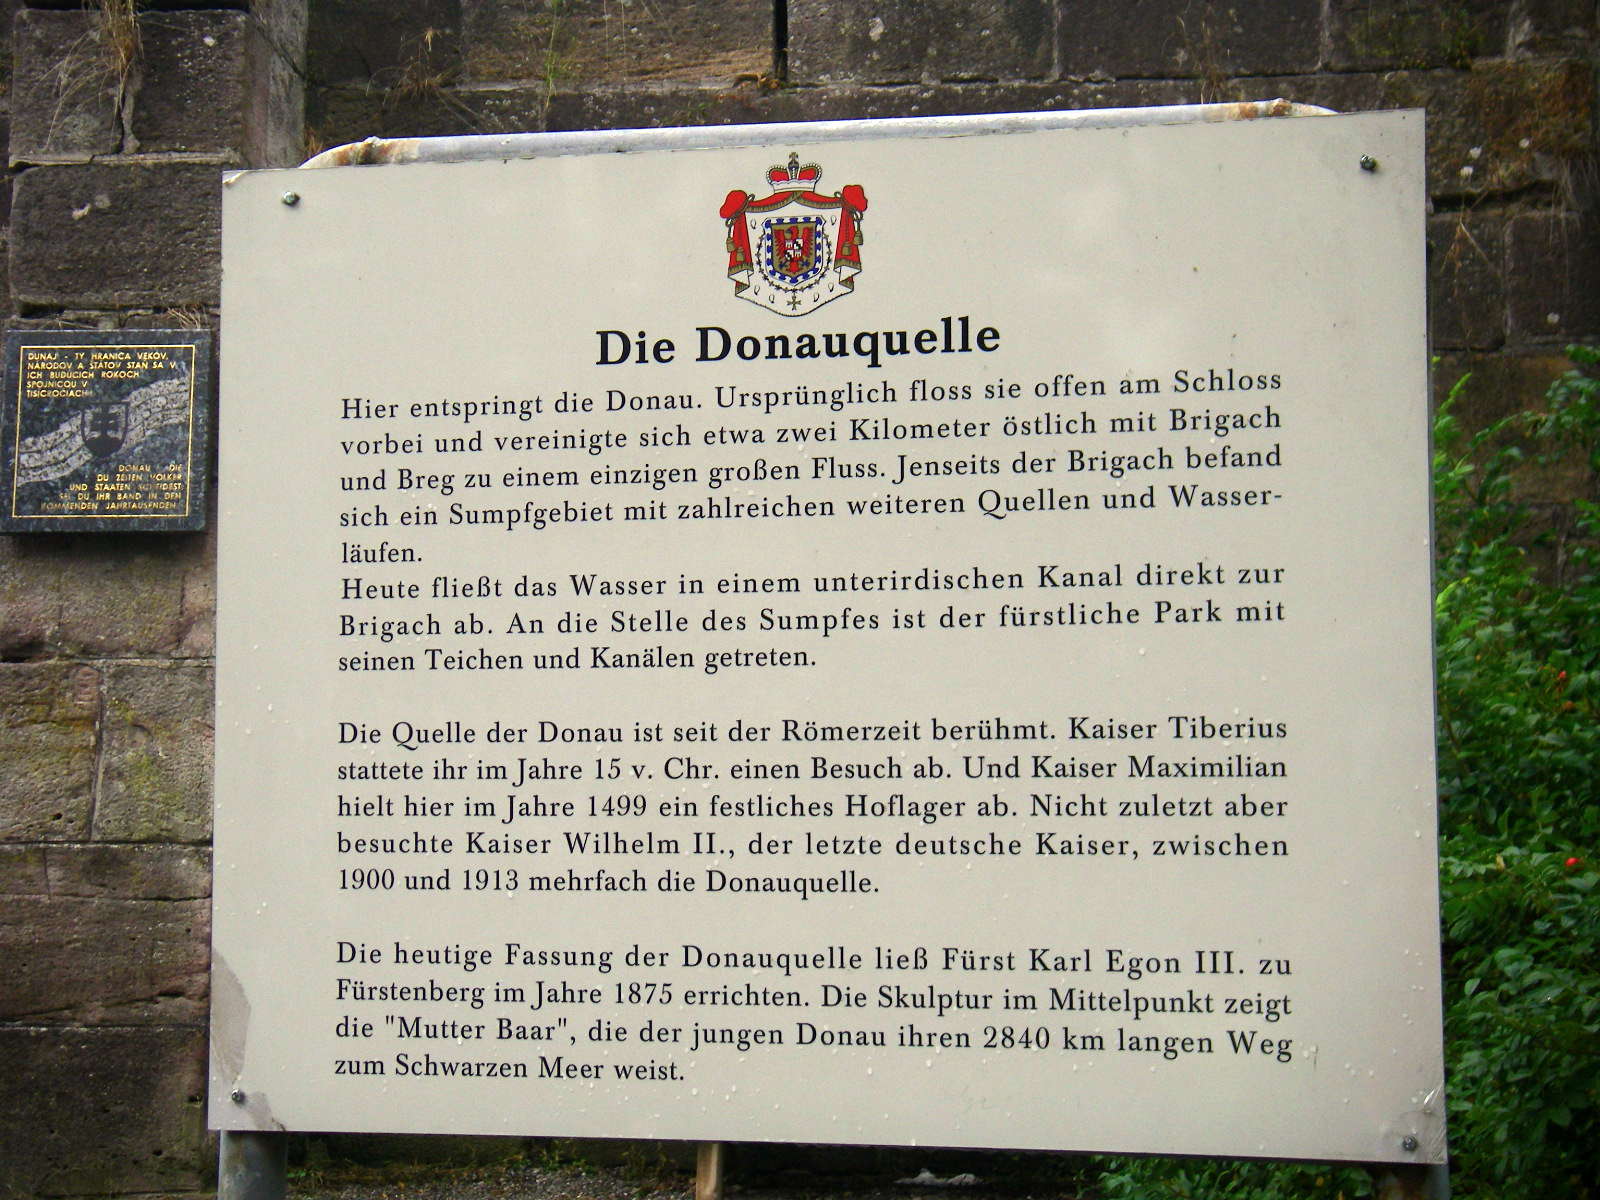 Die Donauquelle
Hier entspringt die Donau. Ursprünglich floss sie offen am Schloss
vorbei und vereinigte sich etwa zwei Kilometer östlich mit Brigach
und Breg zu einem einzigen großen Fluss. Jenseits der Brigach befand
sich ein Sumpfgebiet mit zahlreichen weiteren Quellen und Wasser-
läufen.
Heute fließt das Wasser in einem unterirdischen Kanal direkt zur
Brigach ab. An die Stelle des Sumpfes ist der fürstliche Park mit
seinen Teichen und Kanälen getreten.
Die Quelle der Donau ist seit der Römerzeit berühmt. Kaiser Tiberius
stattete ihr im Jahre 15 v. Chr. einen Besuch ab. Und Kaiser Maximilian
hielt hier im Jahre 1499 ein festliches Hoflager ab. Nicht zuletzt aber
besuchte Kaiser Wilhelm II., der letzte deutsche Kaiser, zwischen
1900 und 1913 mehrfach die Donauquelle.
Die heutige Fassung der Donauquelle ließ Fürst Karl Egon III. zu
Fürstenberg im Jahre 1875 errichten. Die Skulptur im Mittelpunkt zeigt
die "Mutter Baar", die der jungen Donau ihren 2840 km langen Weg
zum Schwarzen Meer weist.
DUNAJ - TY HRANICA VEKOV,
NÁRODOV A ŠTÁTOV STAŇ SA V
ICH BUDÚCICH ROKOCH
SPOJNICOU V
TISÍCROČIACH
DONAU DIE
DU ZEITEN VÖLKER
UND STAATEN SCHEIDEST
SEI DU IHR BAND IN DEN
KOMMENDEN JAHRTAUSENDEN